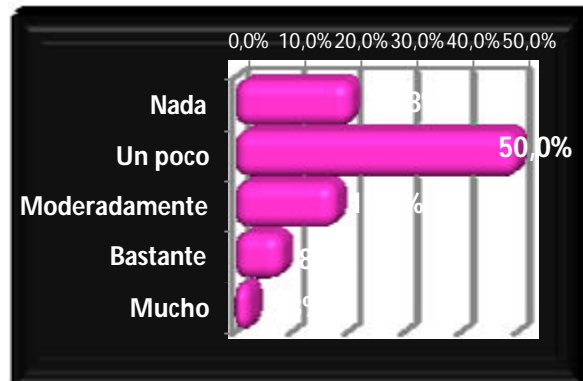 0,0% 10,0% 20,0% 30,0% 40,0% 50,0%
Nada
Un poco 50,0%
Moderadamente
Bastante
Mucho